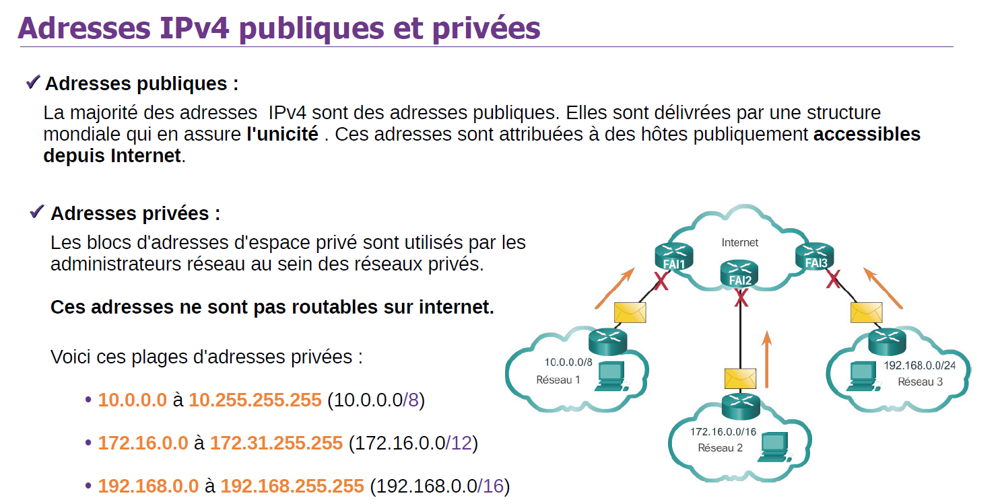 Adresses IPv4 publiques et privées
✓ Adresses publiques :
La majorité des adresses  IPv4 sont des adresses publiques. Elles sont délivrées par une structure
mondiale qui en assure l'unicité . Ces adresses sont attribuées à des hôtes publiquement accessibles
depuis Internet.
✓ Adresses privées :
Les blocs d'adresses d'espace privé sont utilisés par les
administrateurs réseau au sein des réseaux privés.
Ces adresses ne sont pas routables sur internet.
Voici ces plages d'adresses privées :
• 10.0.0.0 à 10.255.255.255 (10.0.0.0/8)
• 172.16.0.0 à 172.31.255.255 (172.16.0.0/12)
• 192.168.0.0 à 192.168.255.255 (192.168.0.0/16)
Internet
FAI1
FAI2
FAI3
10.0.0.0/8
Réseau 1
172.16.0.0/16
Réseau 2
192.168.0.0/24
Réseau 3